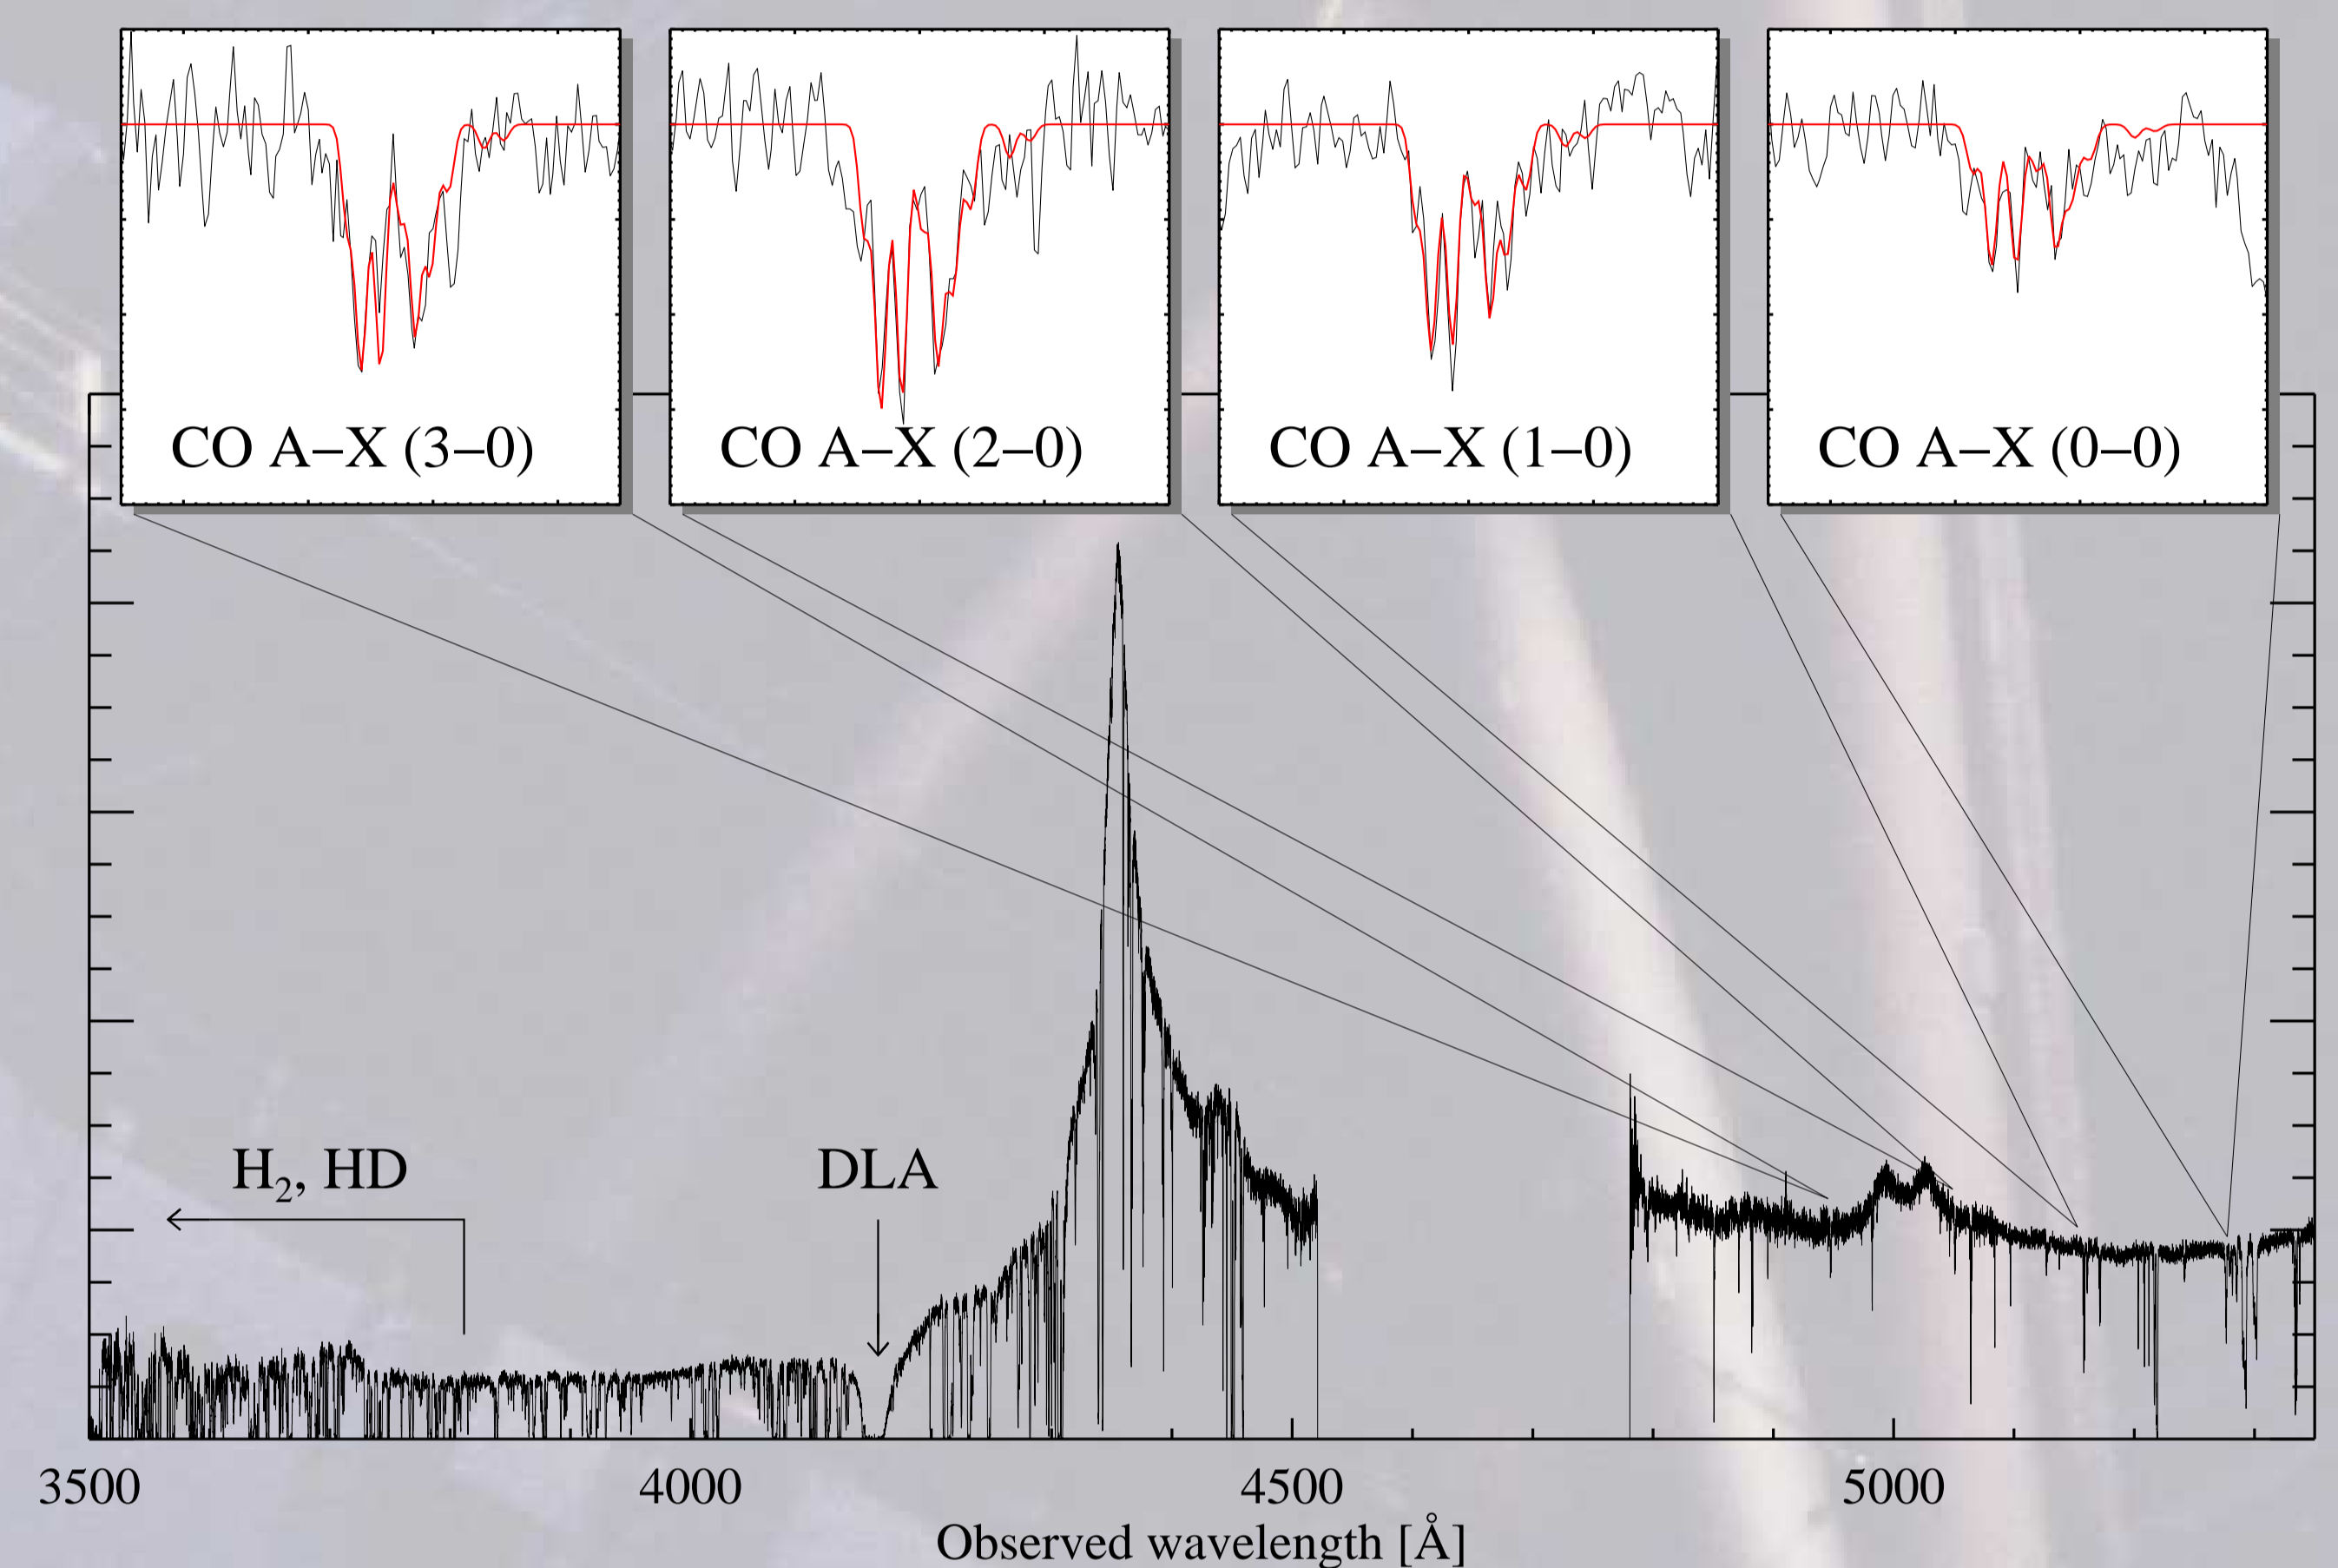 CO A−X (3−0)
CO A−X (2−0)
CO A−X (1−0)
CO A−X (0−0)
H₂, HD
DLA
3500
4000
4500
5000
Observed wavelength [Å]